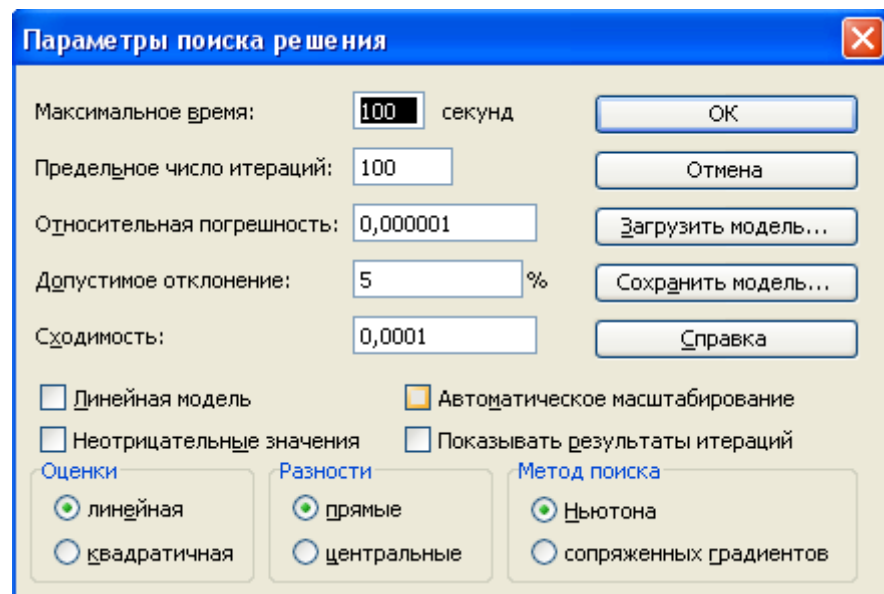 Параметры поиска решения
Максимальное время: 100 секунд OK
Предельное число итераций: 100 Отмена
Относительная погрешность: 0,000001 Загрузить модель...
Допустимое отклонение: 5 % Сохранить модель...
Сходимость: 0,0001 Справка
Линейная модель Автоматическое масштабирование
Неотрицательные значения Показывать результаты итераций
Оценки Разности Метод поиска
линейная прямые Ньютона
квадратичная центральные сопряженных градиентов